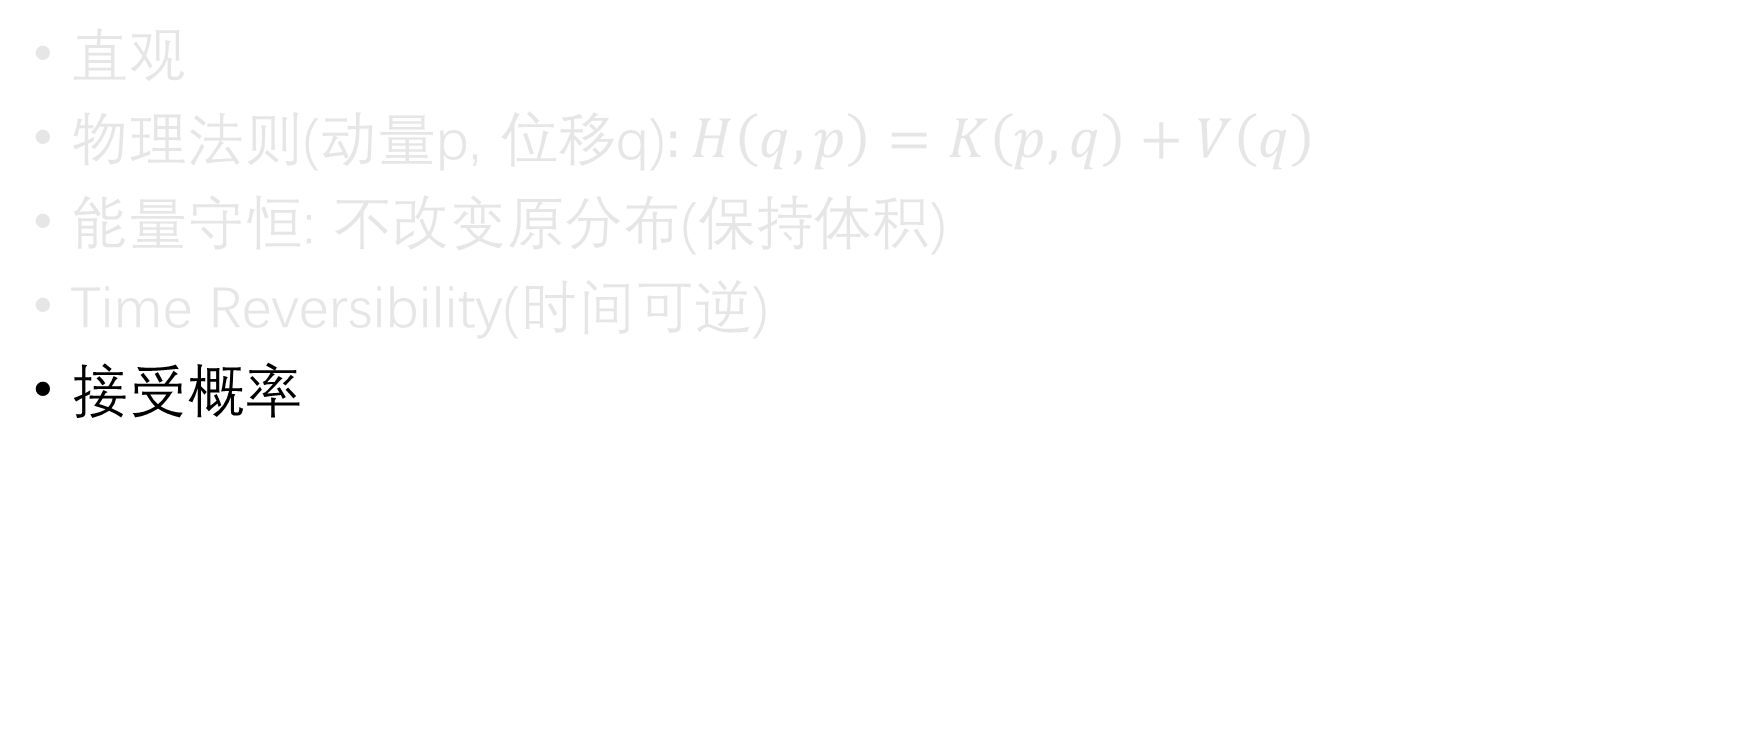 • 直观
• 物理法则(动量p, 位移q): H(q,p) = K(p,q) + V(q)
• 能量守恒: 不改变原分布(保持体积)
• Time Reversibility(时间可逆)
• 接受概率